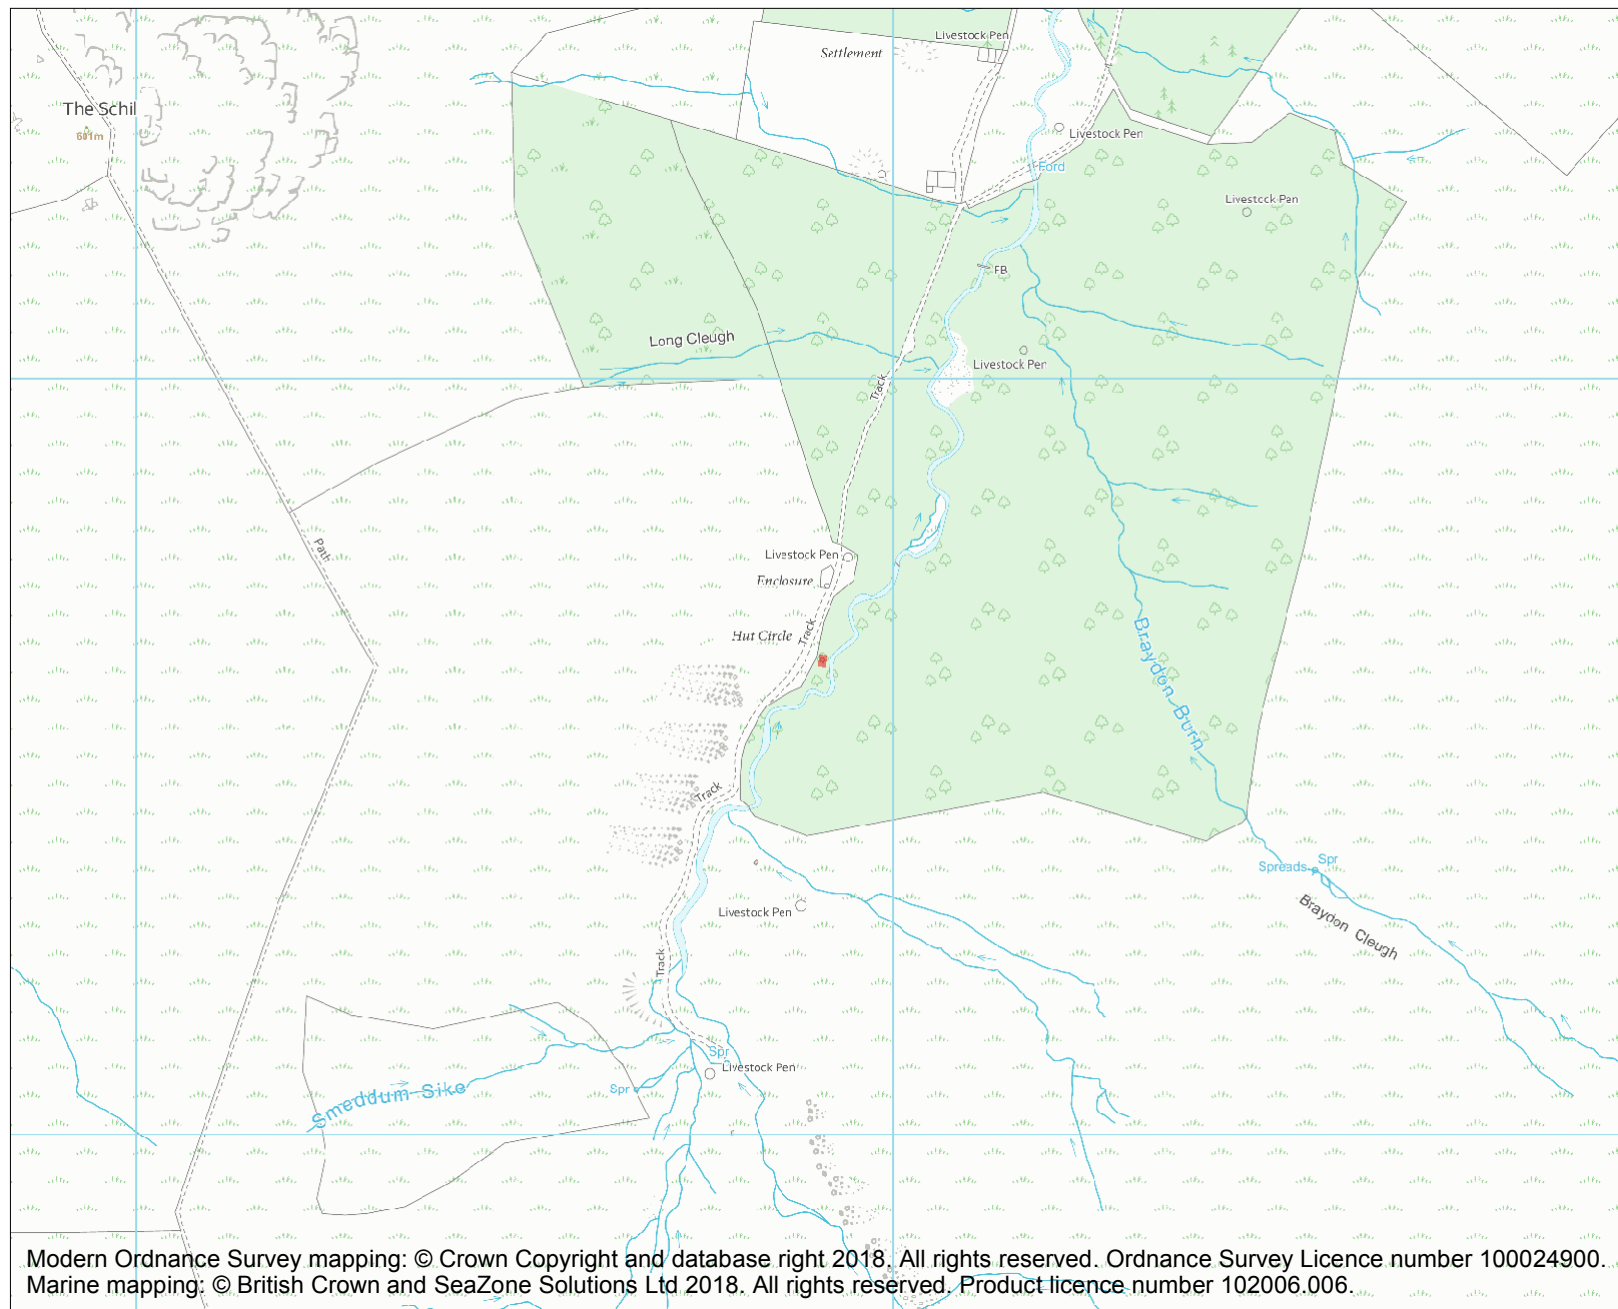 Livestock Pen
Settlement
The Schil
601m
Livestock Pen
Ford
Livestock Pen
FB
Long Cleugh
Livestock Pen
Track
Path
Livestock Pen
Enclosure
Hut Circle
Track
Braydon Burn
Track
Spr
Spreads
Braydon Cleugh
Livestock Pen
Track
Spr
Livestock Pen
Spr
Smeddum Sike
Modern Ordnance Survey mapping: © Crown Copyright and database right 2018. All rights reserved. Ordnance Survey Licence number 100024900.
Marine mapping: © British Crown and SeaZone Solutions Ltd 2018. All rights reserved. Product licence number 102006.006.